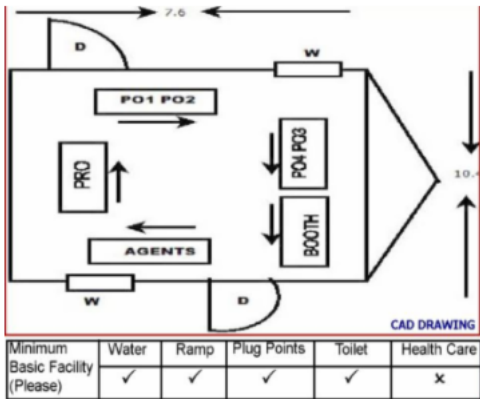 7.6
D
W
PO1 PO2
PRO
PO4 PO3
10.4
BOOTH
AGENTS
W
D
CAD DRAWING
Minimum Basic Facility (Please) Water Ramp Plug Points Toilet Health Care
✓ ✓ ✓ ✓ x